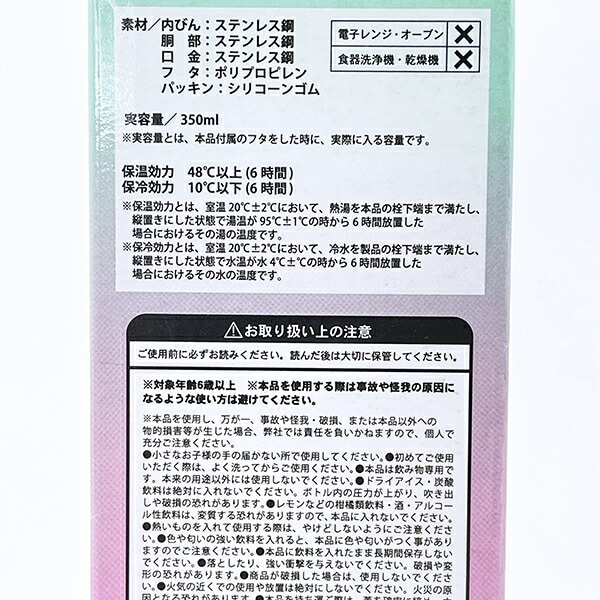 素材/内びん:ステンレス鋼
胴 部:ステンレス鋼
口 金:ステンレス鋼
フ タ:ポリプロピレン
パッキン:シリコーンゴム
電子レンジ・オーブン ×
食器洗浄機・乾燥機 ×
実容量/350ml
※実容量とは、本品付属のフタをした時に、実際に入る容量です。
保温効力 48℃以上(6時間)
保冷効力 10℃以下(6時間)
※保温効力とは、室温20℃±2℃において、熱湯を本品の栓下端まで満たし、
縦置きにした状態で湯温が95℃±1℃の時から6時間放置した
場合におけるその湯の温度です。
※保冷効力とは、室温20℃±2℃において、冷水を製品の栓下端まで満たし、
縦置きにした状態で水温が水4℃±1℃の時から6時間放置した
場合におけるその水の温度です。
⚠お取り扱い上の注意
ご使用前に必ずお読みください。読んだ後は大切に保管してください。
※対象年齢6歳以上 ※本品を使用する際は事故や怪我の原因に
なるような使い方は避けてください。
※本品を使用し、万が一、事故や怪我・破損、または本品以外への
物的損害等が生じた場合、弊社では責任を負いかねますので、個人で
充分ご注意ください。
●小さなお子様の手の届かない所で使用してください。●初めてご使用
いただく際は、よく洗ってからご使用ください。●本品は飲み物専用で
す。本来の用途以外には使用しないでください。●ドライアイス・炭酸
飲料は絶対に入れないでください。ボトル内の圧力が上がり、吹き出
しや破損の恐れがあります。●レモンなどの柑橘類飲料・酒・アルコー
ル性飲料は、変質する恐れがありますので、本品に入れないでください。
●熱いものを入れて使用する際は、やけどしないようにご注意くださ
い。●色や匂いの強い飲料を入れると、本品に色や匂いがつく事があり
ますのでご注意ください。●本品に飲料を入れたまま長期間保存しない
でください。●落としたり、強い衝撃を与えないでください。破損や変
形の恐れがあります。●商品が破損した場合は、使用しないでくださ
い。●火気の近くでの使用や放置は絶対にしないでください。火災の原